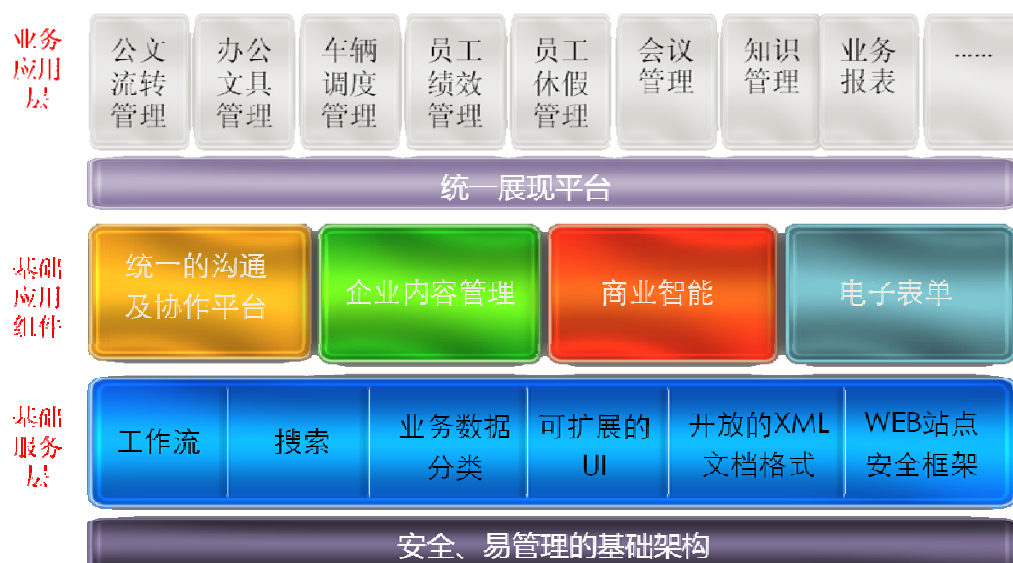 业务
应用
层
公文
流转
管理
办公
文具
管理
车辆
调度
管理
员工
绩效
管理
员工
休假
管理
会议
管理
知识
管理
业务
报表
……
统一展现平台
基础
应用
组件
统一的沟通
及协作平台
企业内容管理
商业智能
电子表单
基础
服务
层
工作流
搜索
业务数据
分类
可扩展的
UI
开放的XML
文档格式
WEB站点
安全框架
安全、易管理的基础架构